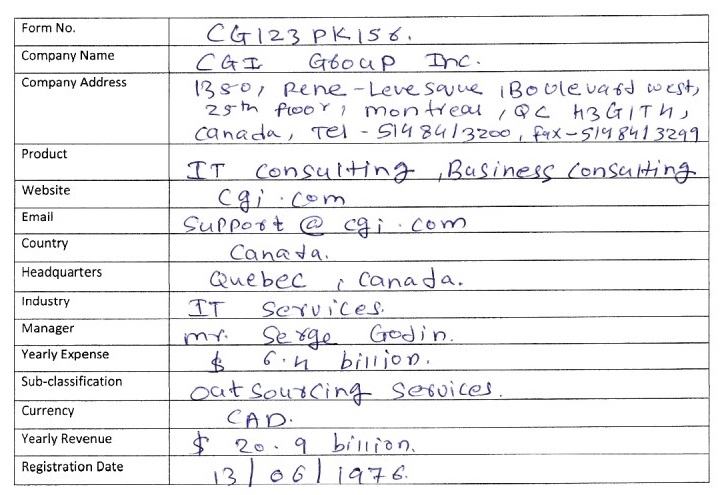 Form No. CG123PK156.
Company Name CGI Group Inc.
Company Address 1350, Rene-Levesque, Boulevard west,
25th floor, montreal, QC H3G1T4,
Canada, Tel - 5148413200, fax-5148413299
Product IT consulting, Business Consulting
Website cgi.com
Email support@cgi.com
Country Canada.
Headquarters Quebec, Canada.
Industry IT Services.
Manager mr. Serge Godin.
Yearly Expense $ 6.4 billion.
Sub-classification outsourcing services.
Currency CAD.
Yearly Revenue $ 20.9 billion.
Registration Date 13/06/1976.